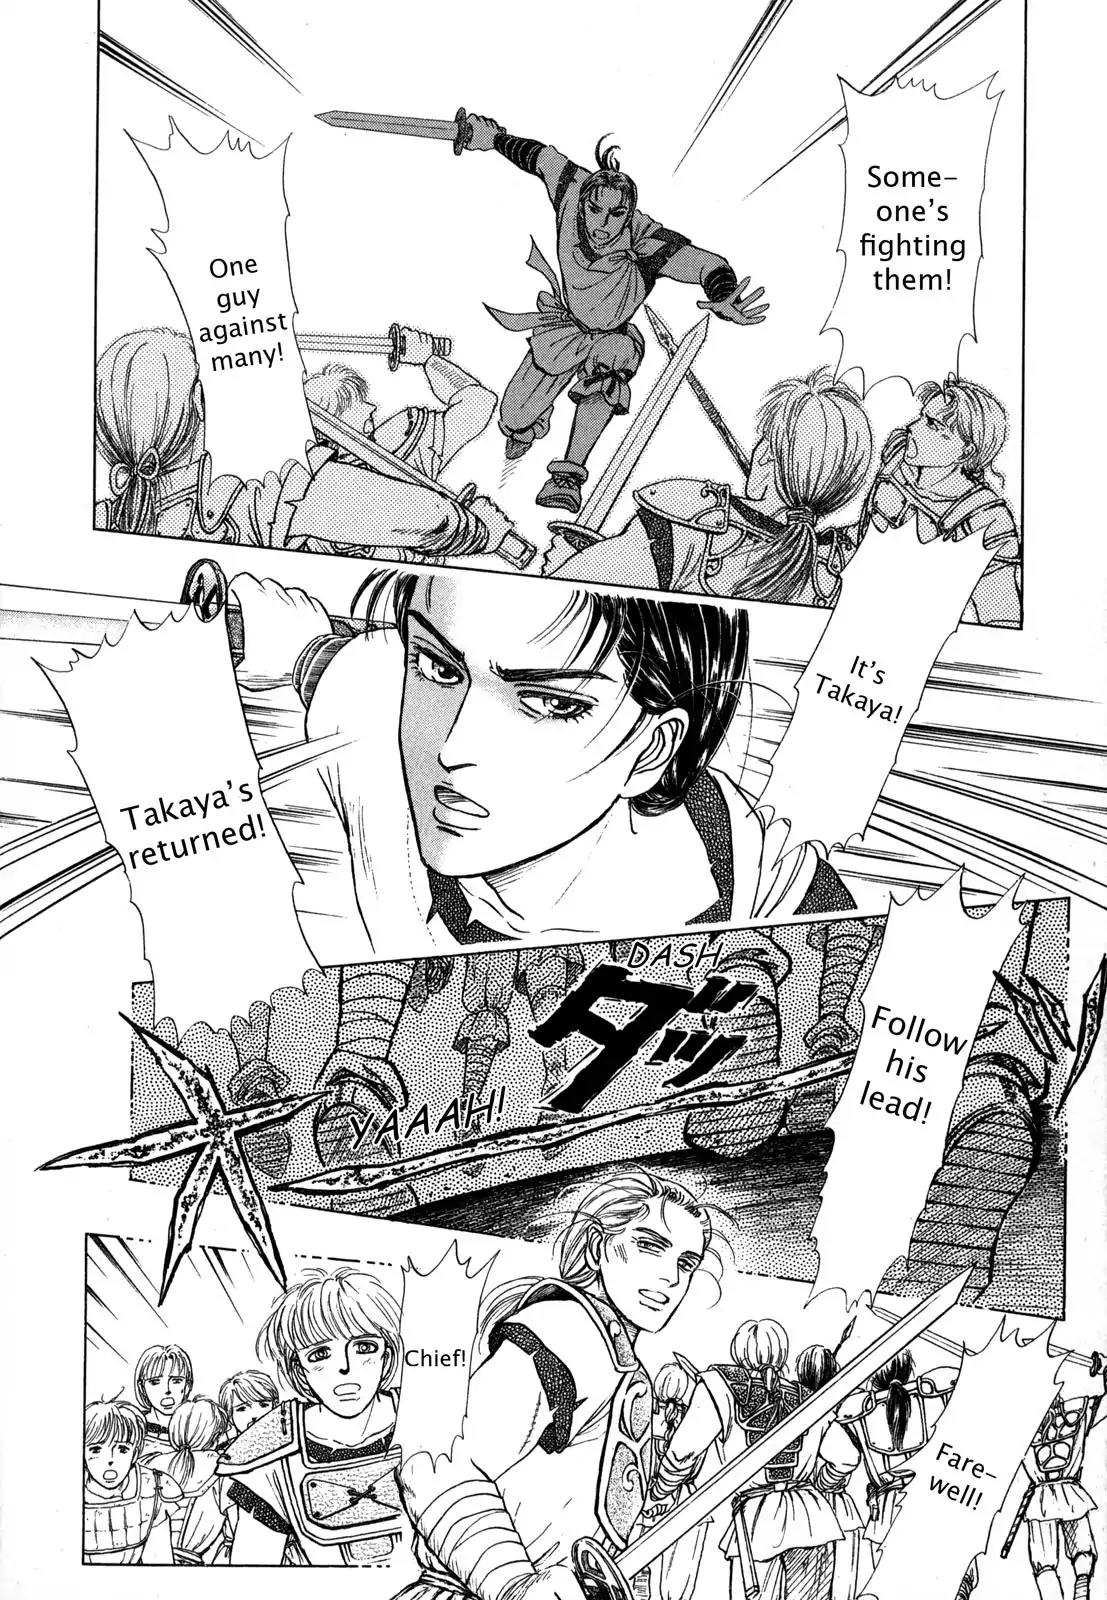 Some-
one's
fighting
them!
One
guy
against
many!
It's
Takaya!
Takaya's
returned!
DASH
ダッ
YAAAH!
Follow
his
lead!
Chief!
Fare-
well!